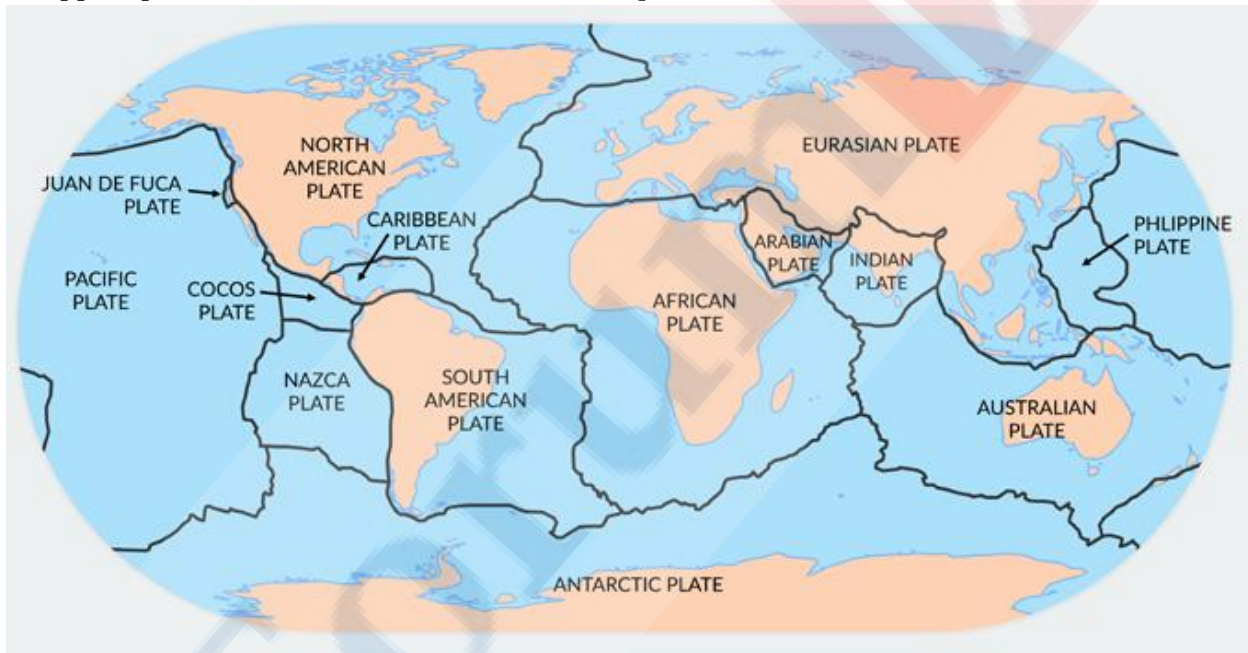 NORTH
AMERICAN
PLATE
EURASIAN PLATE
JUAN DE FUCA
PLATE
CARIBBEAN
PLATE
PHLIPPINE
PLATE
ARABIAN
PLATE
INDIAN
PLATE
PACIFIC
PLATE
COCOS
PLATE
AFRICAN
PLATE
NAZCA
PLATE
SOUTH
AMERICAN
PLATE
AUSTRALIAN
PLATE
ANTARCTIC PLATE